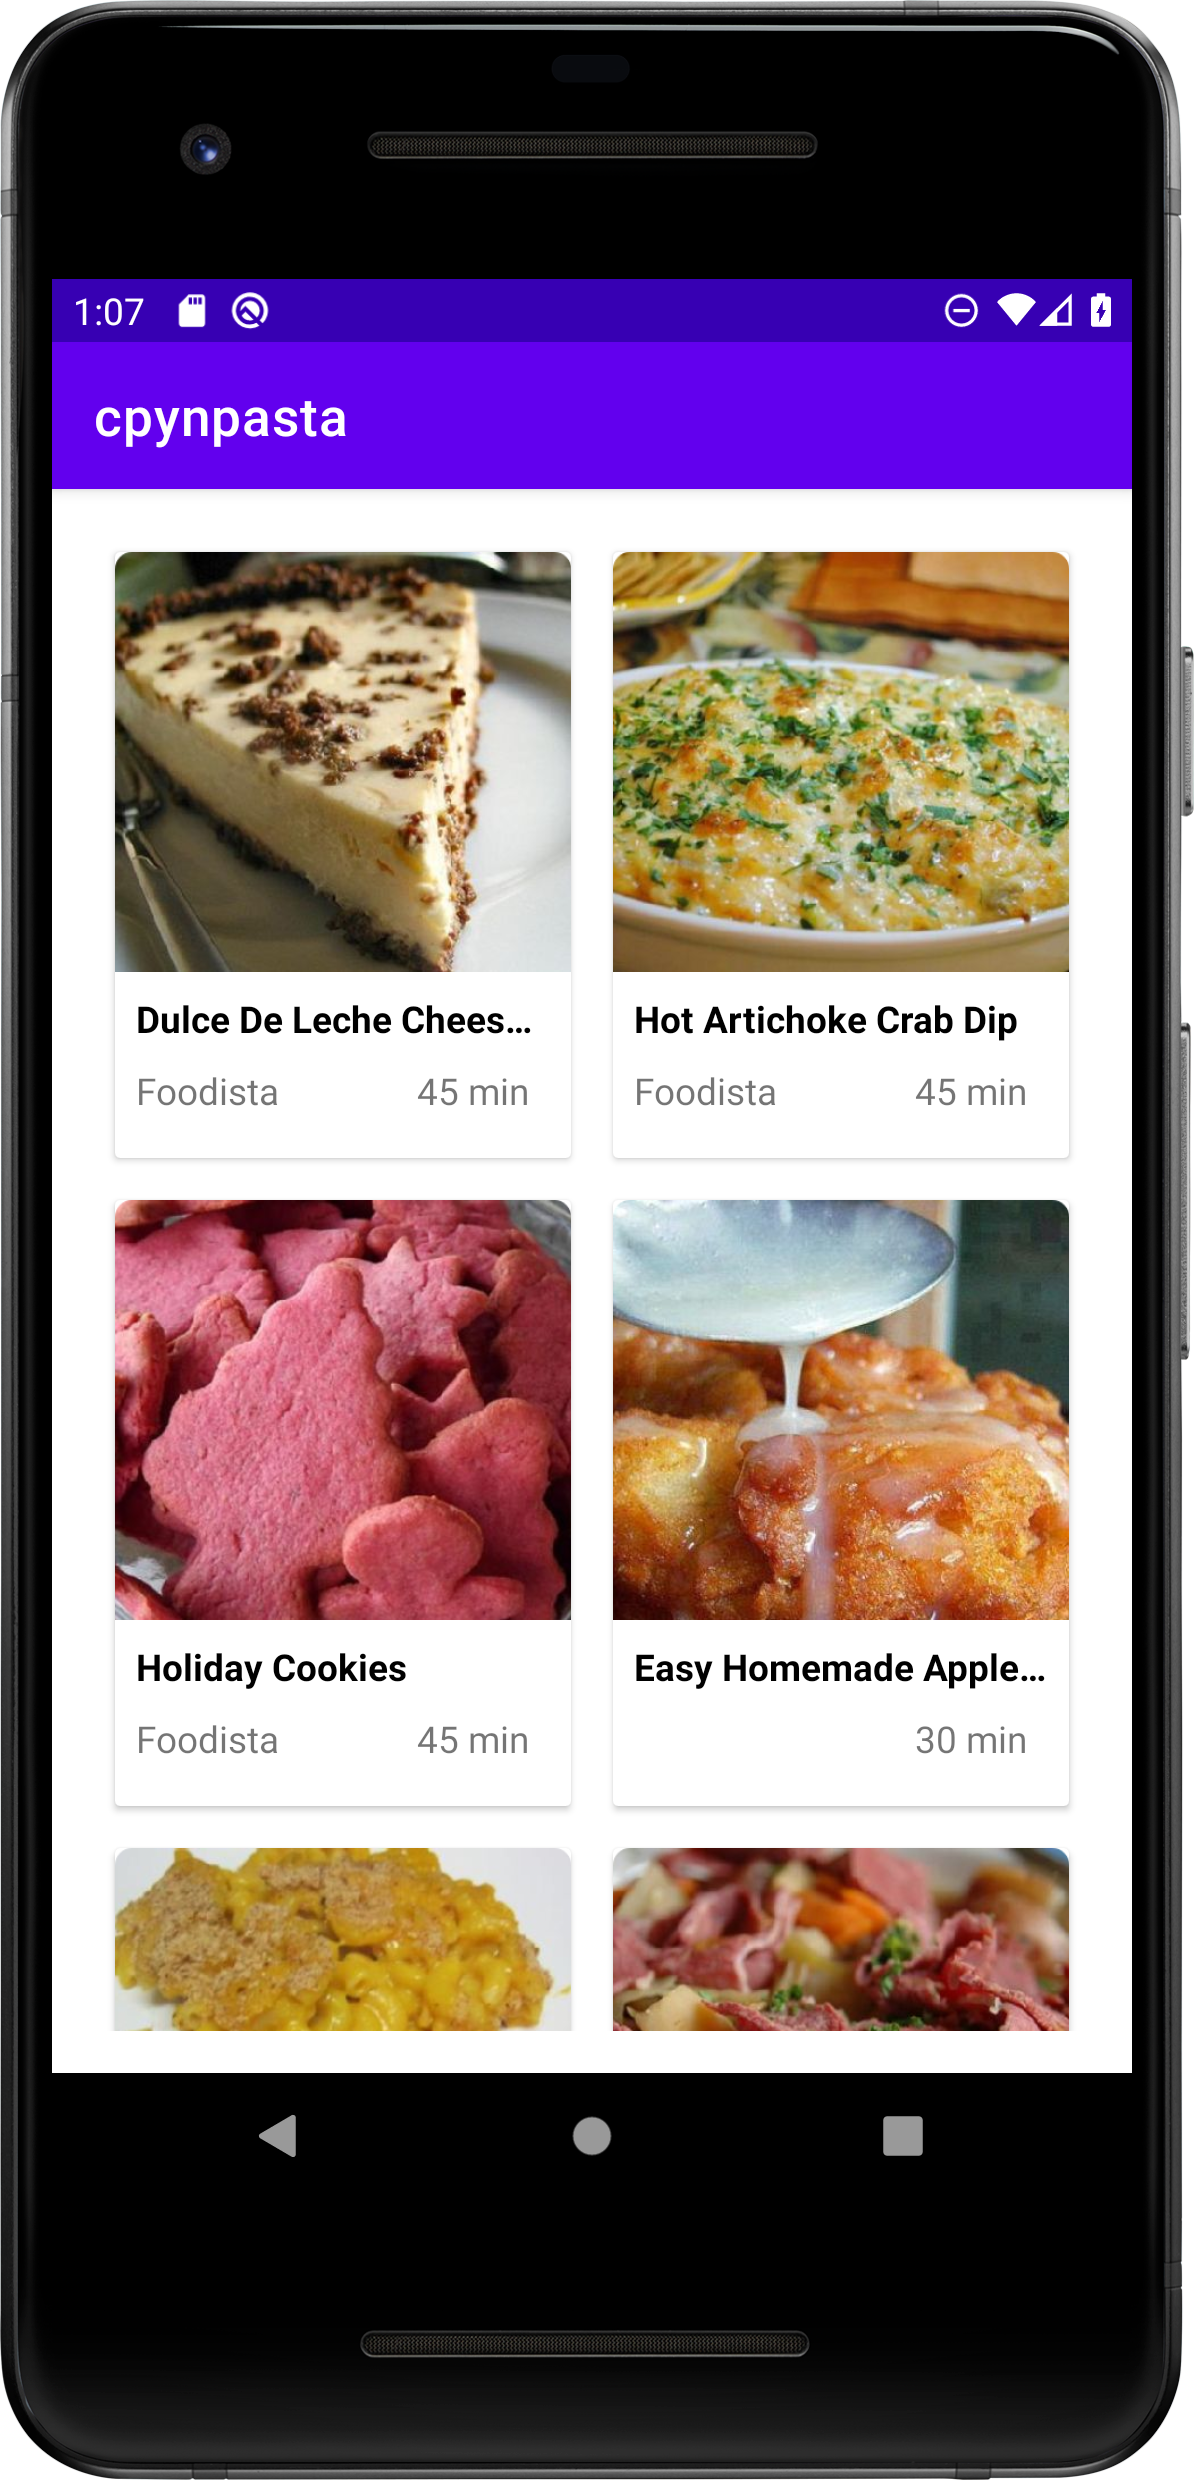 1:07
cpynpasta
Dulce De Leche Chees...
Foodista 45 min
Hot Artichoke Crab Dip
Foodista 45 min
Holiday Cookies
Foodista 45 min
Easy Homemade Apple...
30 min